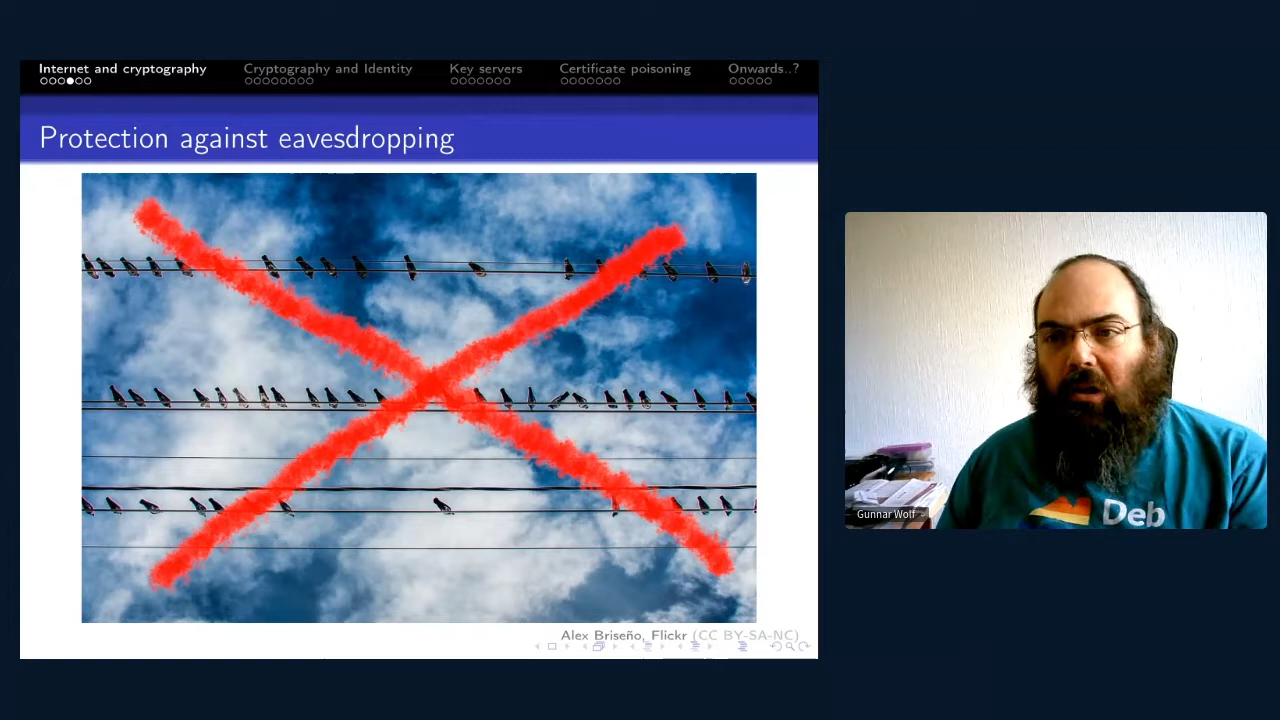 Internet and cryptography Cryptography and Identity Key servers Certificate poisoning Onwards..?
Protection against eavesdropping
Alex Briseño, Flickr (CC BY-SA-NC)
Gunnar Wolf
Deb